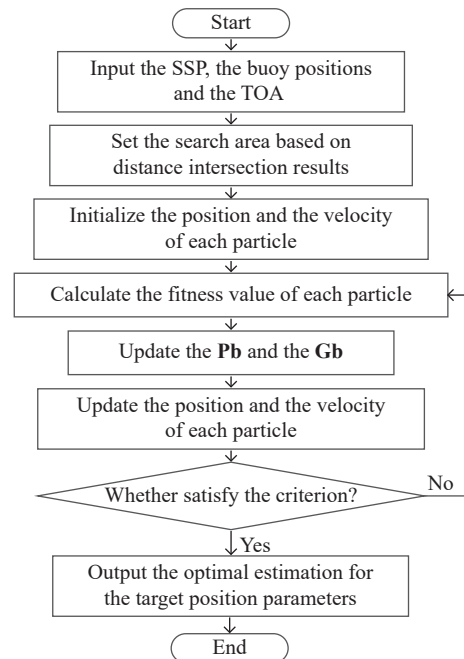 Start
Input the SSP, the buoy positions
and the TOA
Set the search area based on
distance intersection results
Initialize the position and the velocity
of each particle
Calculate the fitness value of each particle
Update the Pb and the Gb
Update the position and the velocity
of each particle
Whether satisfy the criterion?
No
Yes
Output the optimal estimation for
the target position parameters
End